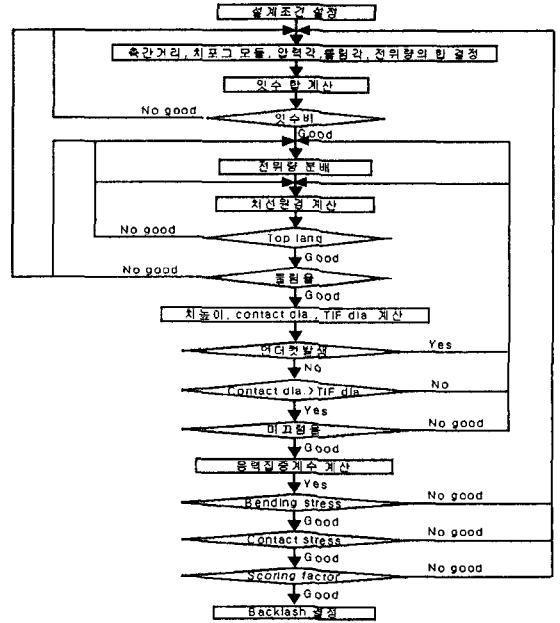 설계조건 설정
축간거리, 치포그 모듈, 압력각, 물림각, 전위량의 합 결정
잇수 합 계산
No good
잇수비
Good
전위량 분배
치선원경 계산
No good
Top lang
Good
No good
물림율
Good
치높이, contact dia., TIF dia 계산
언더컷발생
Yes
No
Contact dia.>TIF dia
No
Yes
미끄럼율
No good
Good
응력집중계수 계산
Yes
Bending stress
No good
Good
Contact stress
No good
Good
Scoring factor
No good
Good
Backlash 결정